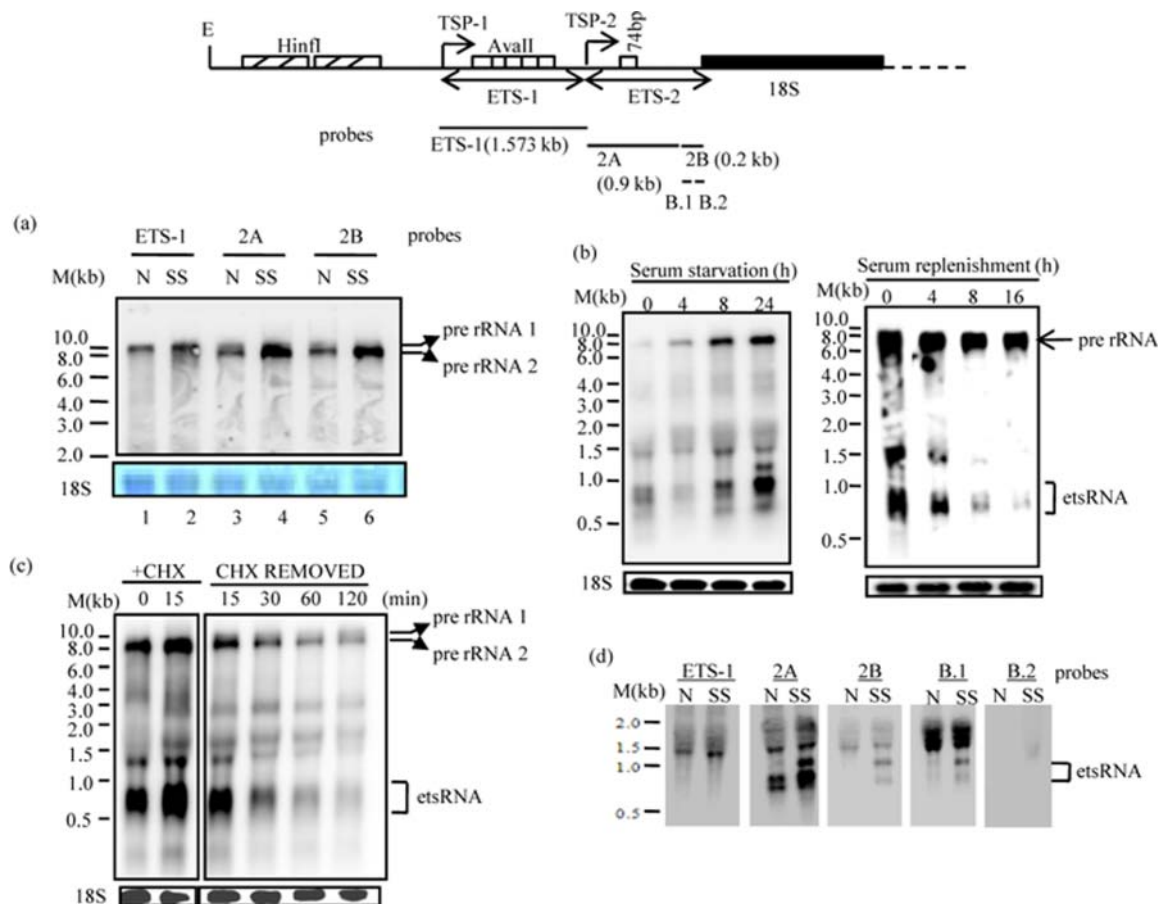 E TSP-1 TSP-2 74bp
HinfI AvaII
ETS-1 ETS-2 18S
probes ETS-1(1.573 kb)
2A 2B (0.2 kb)
(0.9 kb)
B.1 B.2
(a)
ETS-1 2A 2B probes
M(kb) N SS N SS N SS
10.0 pre rRNA 1
8.0 pre rRNA 2
6.0
4.0
3.0
2.0
18S
1 2 3 4 5 6
(b)
Serum starvation (h)
M(kb) 0 4 8 24
10.0
8.0
6.0
4.0
3.0
2.0
1.5
1.0
0.5
18S
Serum replenishment (h)
M(kb) 0 4 8 16
10.0
8.0 pre rRNA
6.0
4.0
3.0
2.0
1.5
1.0
etsRNA
0.5
(c)
+CHX CHX REMOVED
M(kb) 0 15 15 30 60 120 (min)
10.0 pre rRNA 1
8.0 pre rRNA 2
6.0
4.0
3.0
2.0
1.5
1.0
etsRNA
0.5
18S
(d)
ETS-1 2A 2B B.1 B.2 probes
M(kb) N SS N SS N SS N SS N SS
2.0
1.5
1.0
etsRNA
0.5